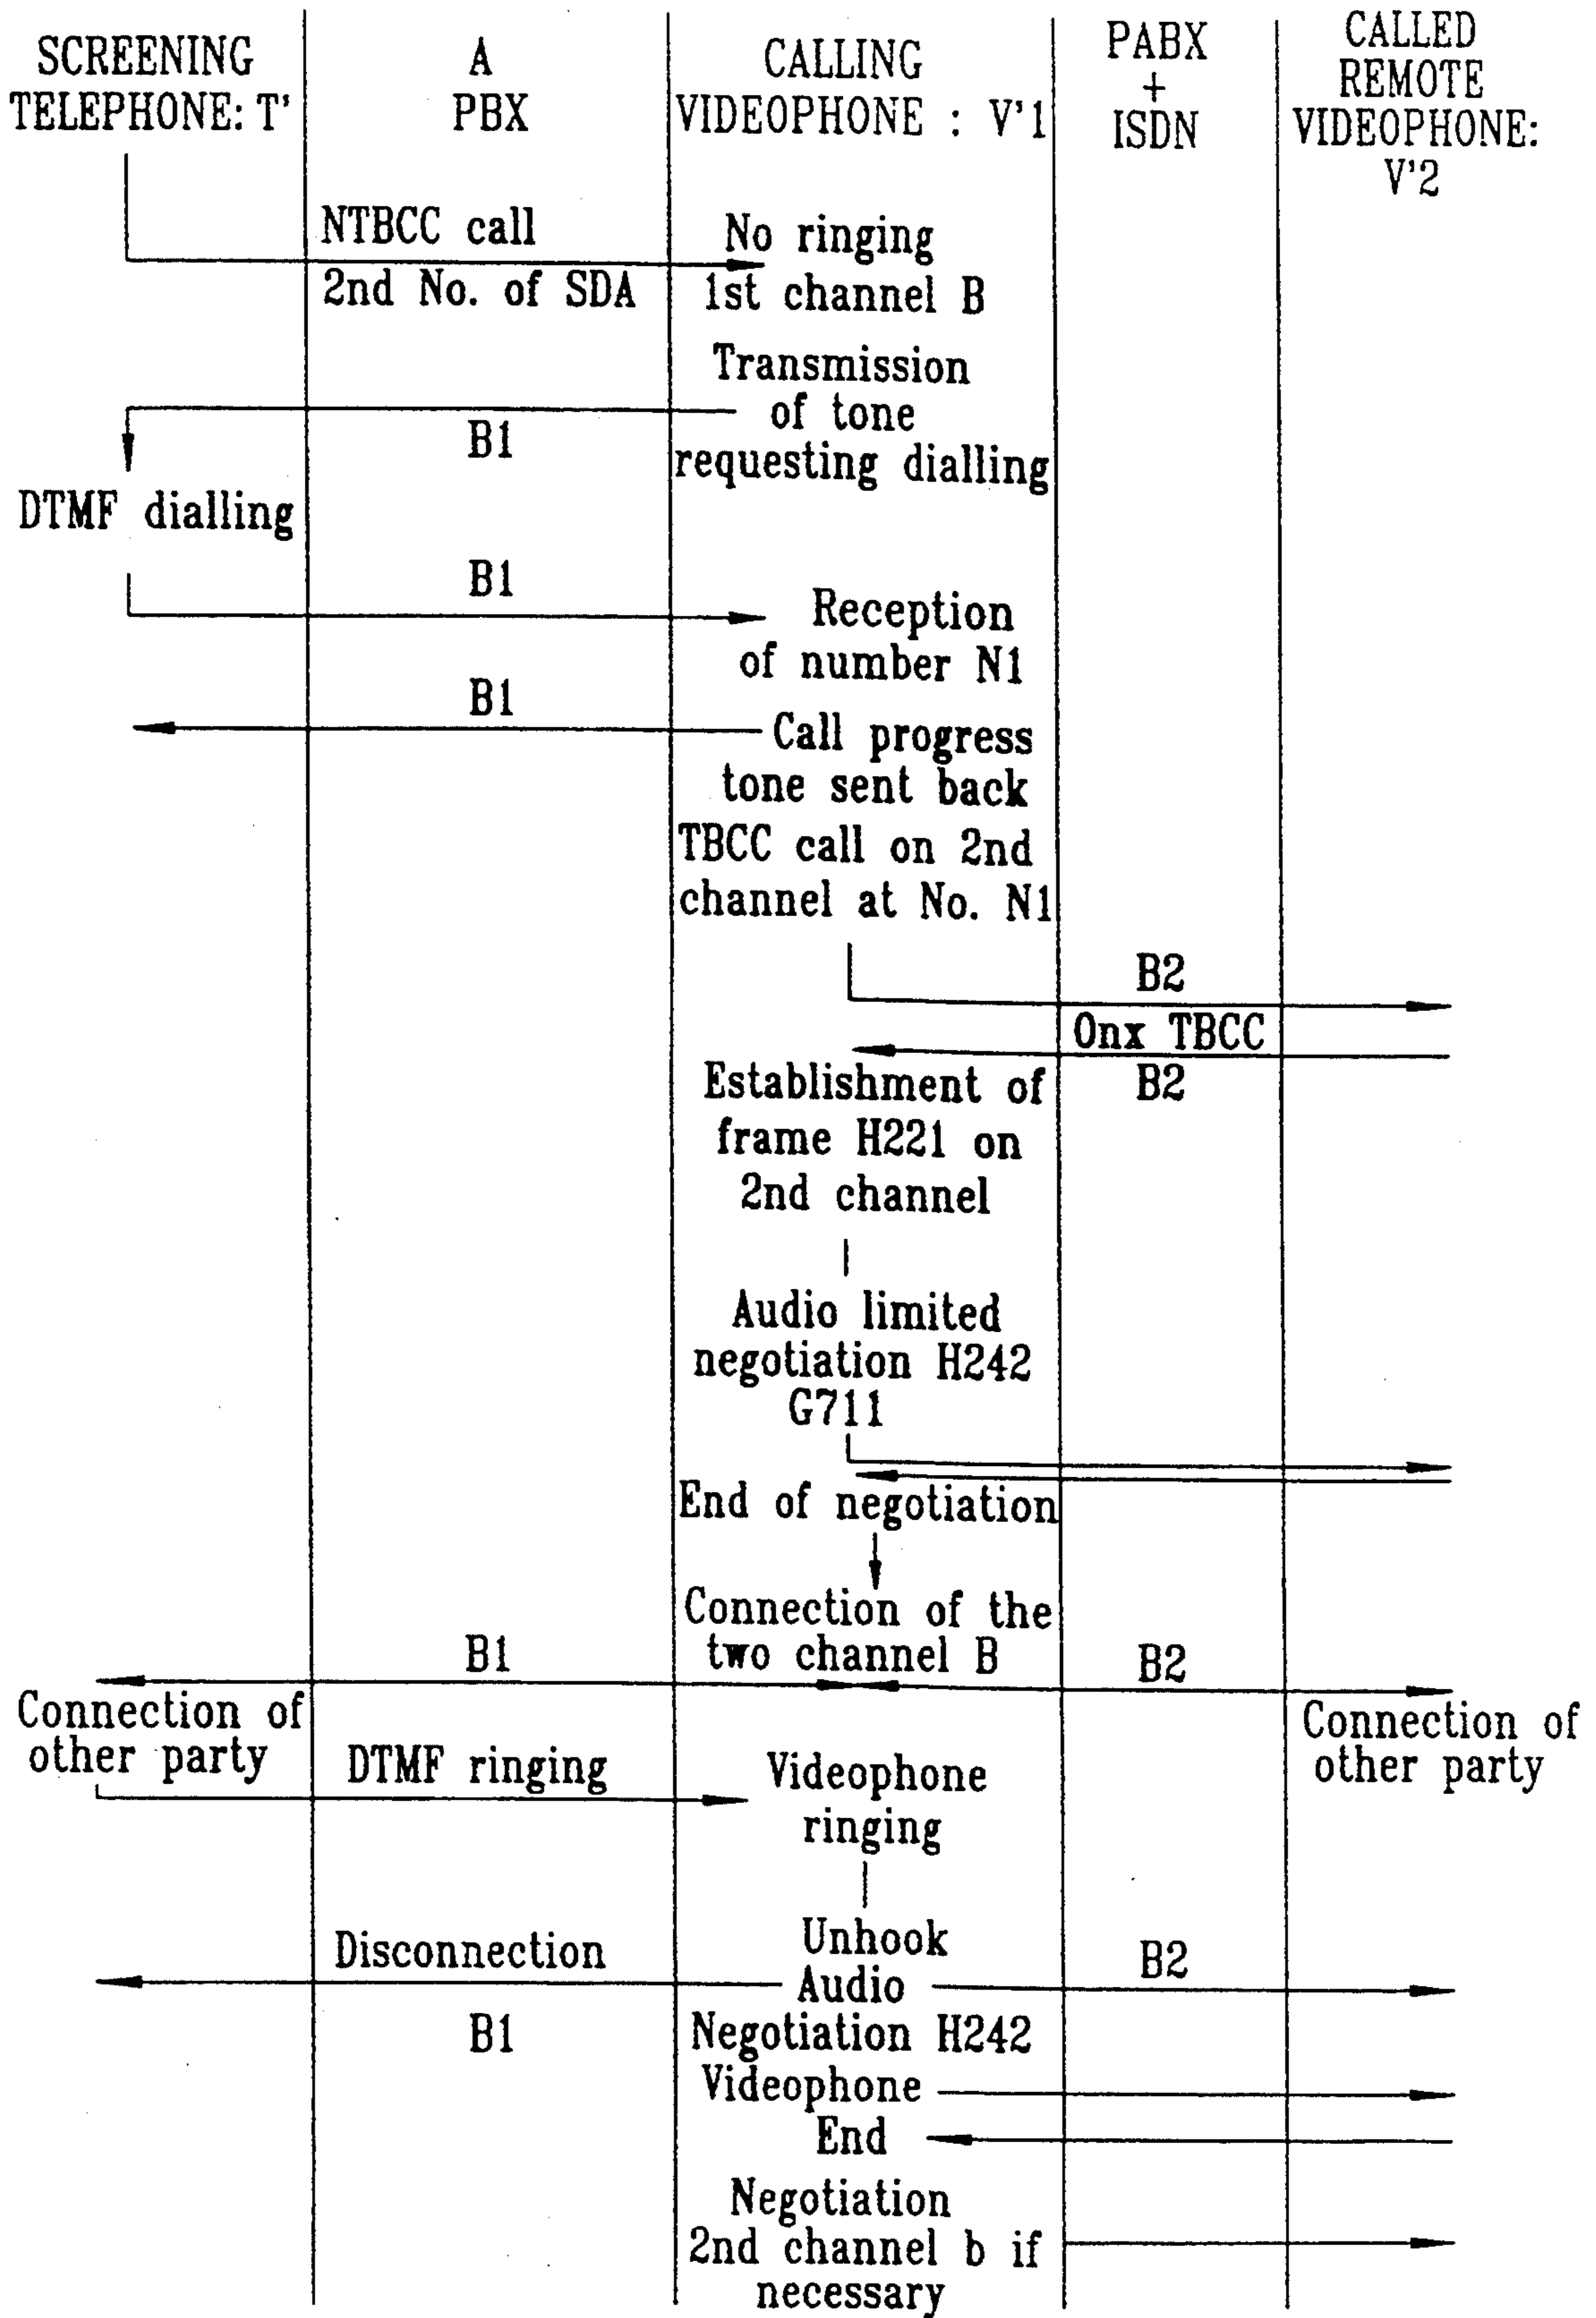 SCREENING
TELEPHONE: T'
A
PBX
CALLING
VIDEOPHONE : V'1
PABX
+
ISDN
CALLED
REMOTE
VIDEOPHONE:
V'2
NTBCC call
2nd No. of SDA
No ringing
1st channel B
Transmission
of tone
requesting dialling
B1
DTMF dialling
B1
Reception
of number N1
B1
Call progress
tone sent back
TBCC call on 2nd
channel at No. N1
B2
Onx TBCC
B2
Establishment of
frame H221 on
2nd channel
Audio limited
negotiation H242
G711
End of negotiation
Connection of the
two channel B
B1
B2
Connection of
other party
Connection of
other party
DTMF ringing
Videophone
ringing
Disconnection
B1
Unhook
Audio
B2
Negotiation H242
Videophone
End
Negotiation
2nd channel b if
necessary